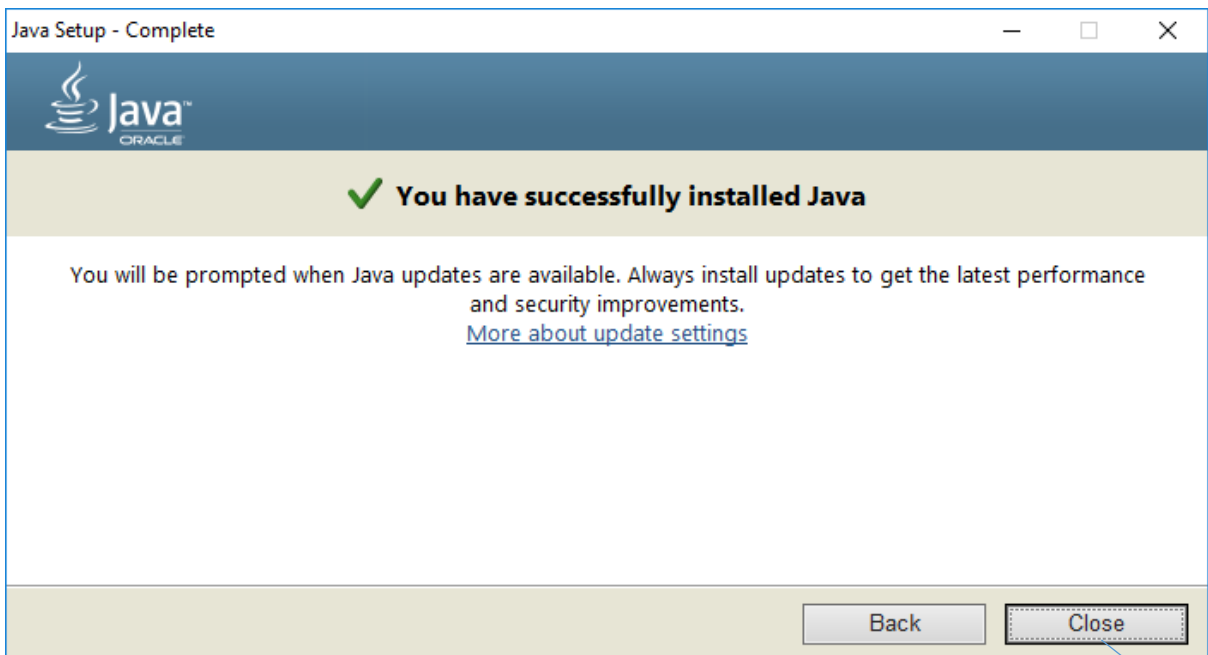 Java Setup - Complete
Java™
ORACLE
You have successfully installed Java
You will be prompted when Java updates are available. Always install updates to get the latest performance
and security improvements.
More about update settings
Back
Close